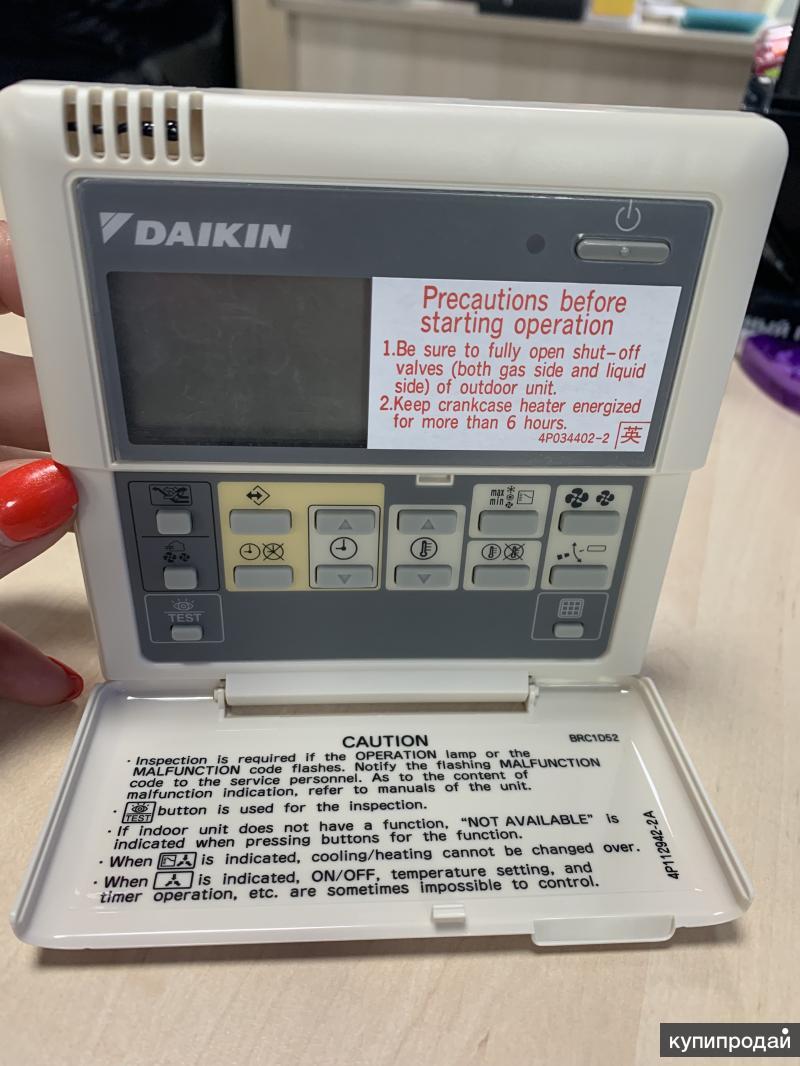 DAIKIN
Precautions before
starting operation
1.Be sure to fully open shut-off
valves (both gas side and liquid
side) of outdoor unit.
2.Keep crankcase heater energized
for more than 6 hours.
4P034402-2 英
max
min
TEST
CAUTION
BRC1D52
· Inspection is required if the OPERATION lamp or the
MALFUNCTION code flashes. Notify the flashing MALFUNCTION
code to the service personnel. As to the content of
malfunction indication, refer to manuals of the unit.
· TEST button is used for the inspection.
· If indoor unit does not have a function, "NOT AVAILABLE" is
indicated when pressing buttons for the function.
· When is indicated, cooling/heating cannot be changed over.
· When is indicated, ON/OFF, temperature setting, and
timer operation, etc. are sometimes impossible to control.
4P112942-2A
купипродай